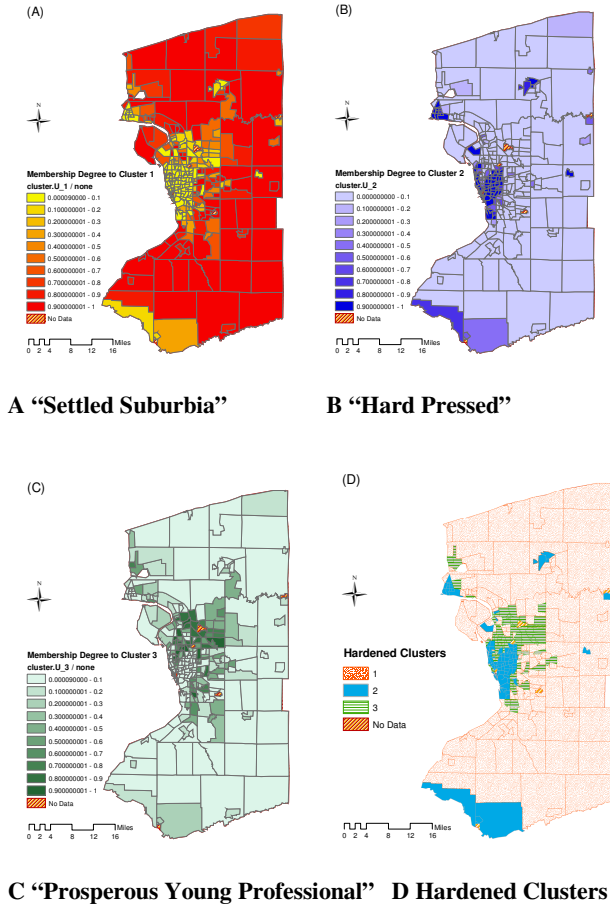 (A)
N
Membership Degree to Cluster 1
cluster.U_1 / none
0.000090000 - 0.1
0.100000001 - 0.2
0.200000001 - 0.3
0.300000001 - 0.4
0.400000001 - 0.5
0.500000001 - 0.6
0.600000001 - 0.7
0.700000001 - 0.8
0.800000001 - 0.9
0.900000001 - 1
No Data
Miles
0 2 4 8 12 16
(B)
N
Membership Degree to Cluster 2
cluster.U_2
0.000090000 - 0.1
0.100000001 - 0.2
0.200000001 - 0.3
0.300000001 - 0.4
0.400000001 - 0.5
0.500000001 - 0.6
0.600000001 - 0.7
0.700000001 - 0.8
0.800000001 - 0.9
0.900000001 - 1
No Data
Miles
0 2 4 8 12 16
A “Settled Suburbia” B “Hard Pressed”
(C)
N
Membership Degree to Cluster 3
cluster.U_3 / none
0.000090000 - 0.1
0.100000001 - 0.2
0.200000001 - 0.3
0.300000001 - 0.4
0.400000001 - 0.5
0.500000001 - 0.6
0.600000001 - 0.7
0.700000001 - 0.8
0.800000001 - 0.9
0.900000001 - 1
No Data
Miles
0 2 4 8 12 16
(D)
N
Hardened Clusters
1
2
3
No Data
Miles
0 2 4 8 12 16
C “Prosperous Young Professional” D Hardened Clusters